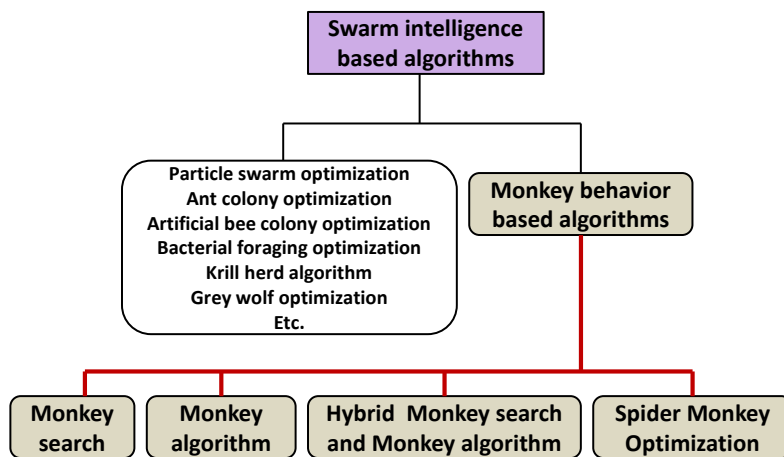 Swarm intelligence
based algorithms
Particle swarm optimization
Ant colony optimization
Artificial bee colony optimization
Bacterial foraging optimization
Krill herd algorithm
Grey wolf optimization
Etc.
Monkey behavior
based algorithms
Monkey
search
Monkey
algorithm
Hybrid Monkey search
and Monkey algorithm
Spider Monkey
Optimization